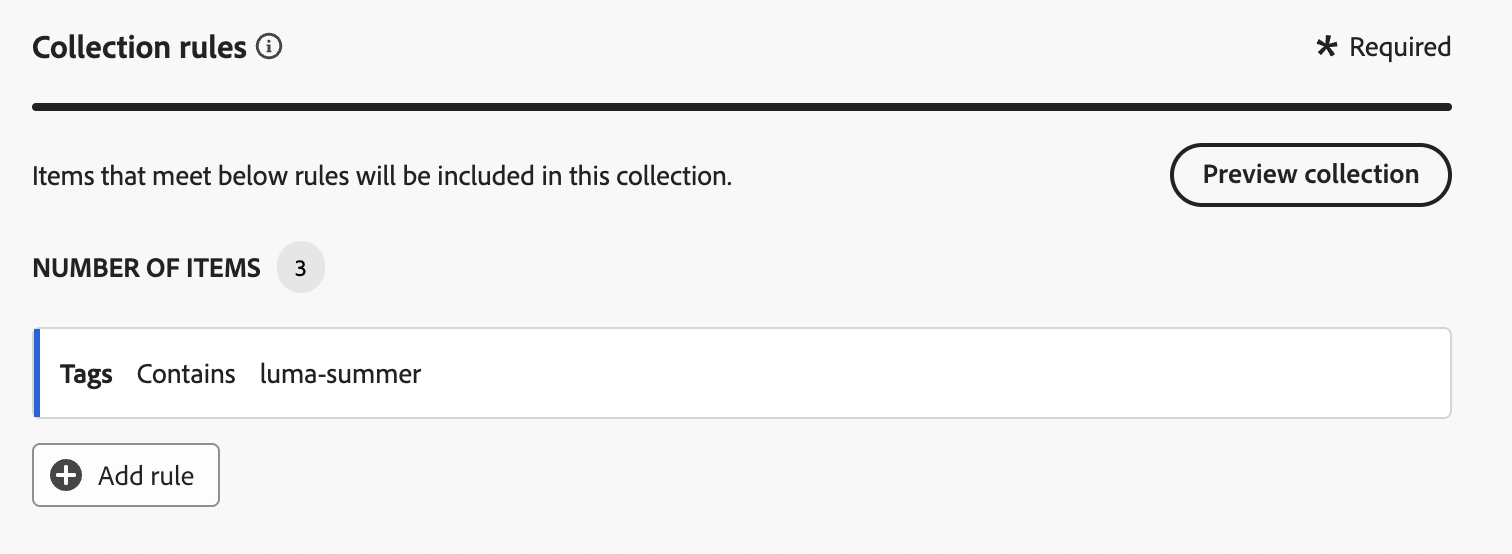 Collection rules
* Required
Items that meet below rules will be included in this collection.
Preview collection
NUMBER OF ITEMS 3
Tags Contains luma-summer
Add rule